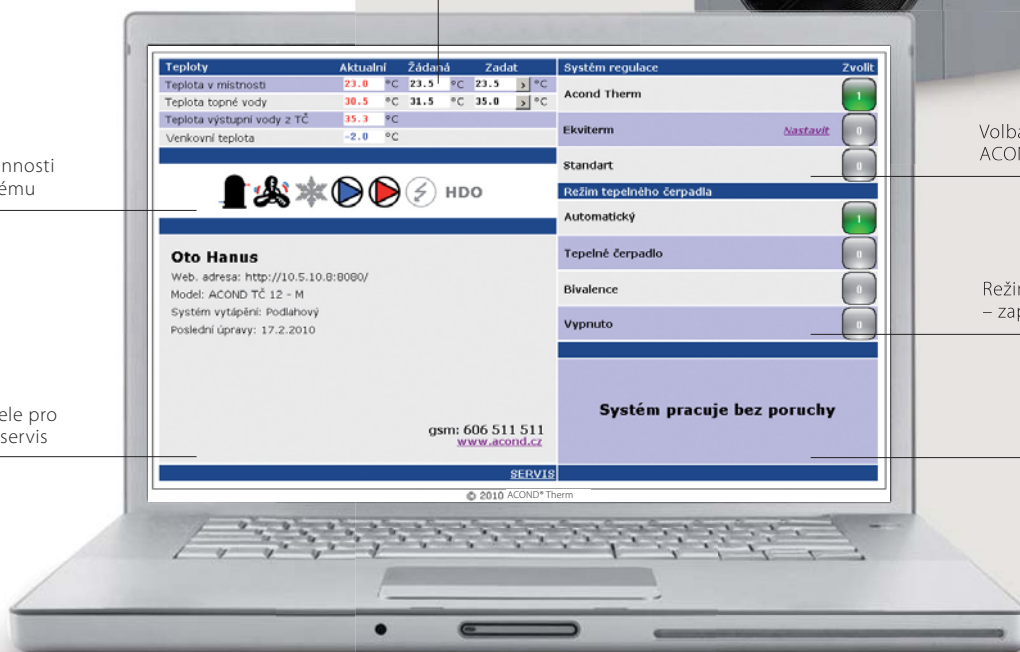 Teploty Aktualní Žádaná Zadat
Teplota v místnosti 23.0 °C 23.5 °C 23.5 > °C
Teplota topné vody 30.5 °C 31.5 °C 35.0 > °C
Teplota výstupní vody z TČ 35.3 °C
Venkovní teplota -2.0 °C
HDO
Oto Hanus
Web. adresa: http://10.5.10.8:8080/
Model: ACOND TČ 12 - M
Systém vytápění: Podlahový
Poslední úpravy: 17.2.2010
gsm: 606 511 511
www.acond.cz
SERVIS
Systém regulace Zvolit
Acond Therm 1
Ekviterm Nastavit 0
Standart 0
Režim tepelného čerpadla
Automatický 1
Tepelné čerpadlo 0
Bivalence 0
Vypnuto 0
Systém pracuje bez poruchy
© 2010 ACOND® Therm
nnosti
ému
ele pro
servis
Volba
ACON
Režim
– zap